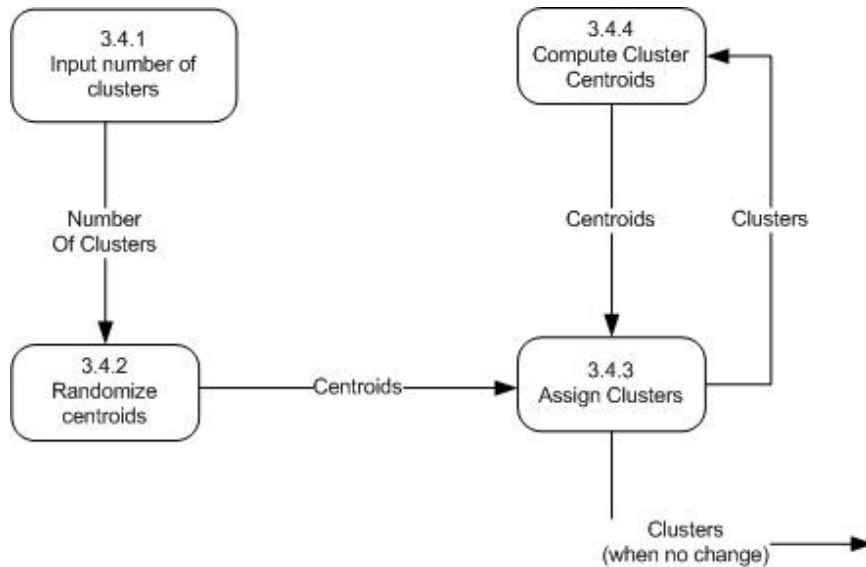 3.4.1
Input number of
clusters
3.4.4
Compute Cluster
Centroids
Number
Of Clusters
Centroids
Clusters
3.4.2
Randomize
centroids
Centroids
3.4.3
Assign Clusters
Clusters
(when no change)